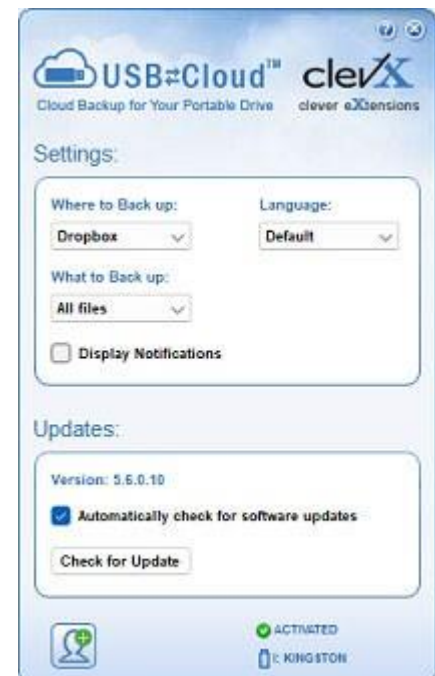 USB⇄Cloud™
clevX
Cloud Backup for Your Portable Drive
clever eXtensions
Settings:
Where to Back up:
Language:
Dropbox
Default
What to Back up:
All files
Display Notifications
Updates:
Version: 5.6.0.10
Automatically check for software updates
Check for Update
ACTIVATED
I: KINGSTON